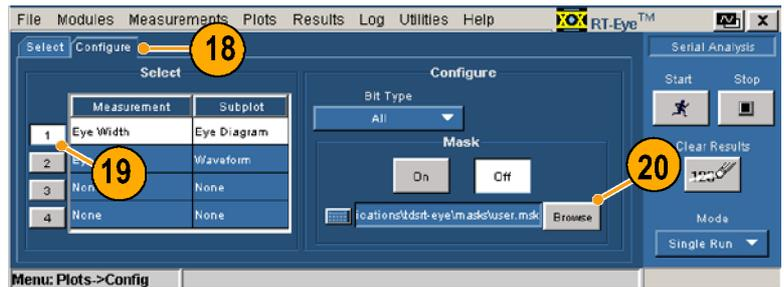 File Modules Measurements Plots Results Log Utilities Help RT-Eye™ X
Select Configure 18 Serial Analysis
Select Configure Start Stop
Bit Type
Measurement Subplot All
1 Eye Width Eye Diagram Mask Clear Results
2 Waveform On Off 20
19
3 None None
4 None None ications\tdsrt-eye\masks\user.msk Browse Mode
Single Run
Menu: Plots->Config